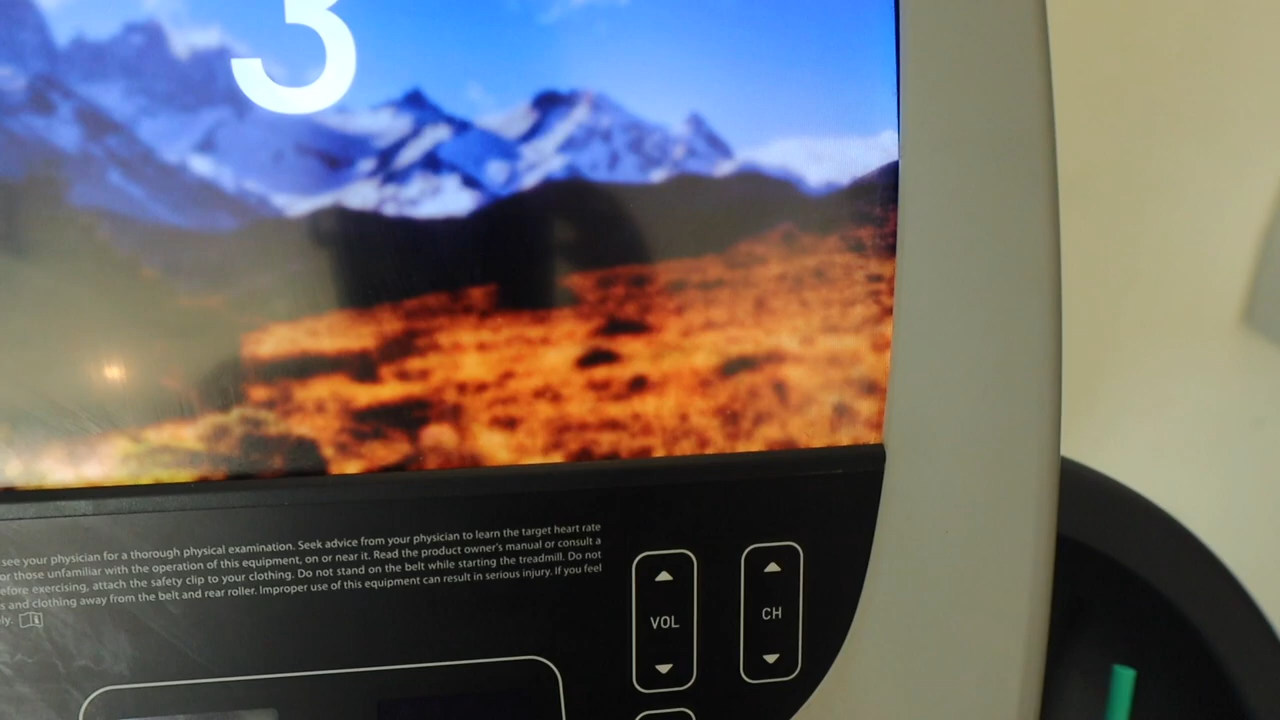 3
see your physician for a thorough physical examination. Seek advice from your physician to learn the target heart rate
or those unfamiliar with the operation of this equipment, on or near it. Read the product owner's manual or consult a
efore exercising, attach the safety clip to your clothing. Do not stand on the belt while starting the treadmill. Do not
s and clothing away from the belt and rear roller. Improper use of this equipment can result in serious injury. If you feel
ly.
VOL
CH